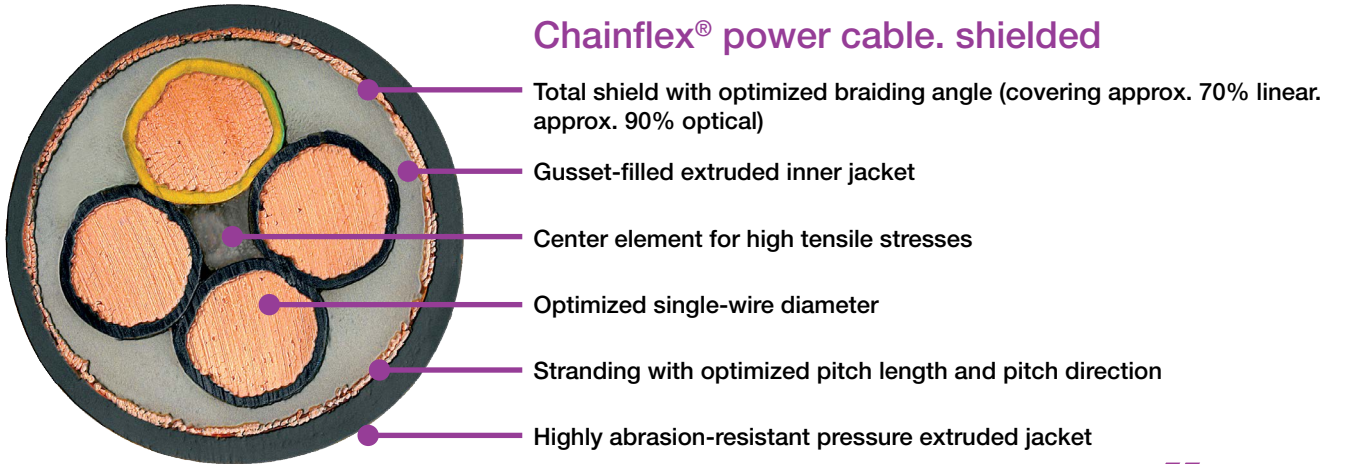 Chainflex® power cable. shielded
Total shield with optimized braiding angle (covering approx. 70% linear.
approx. 90% optical)
Gusset-filled extruded inner jacket
Center element for high tensile stresses
Optimized single-wire diameter
Stranding with optimized pitch length and pitch direction
Highly abrasion-resistant pressure extruded jacket